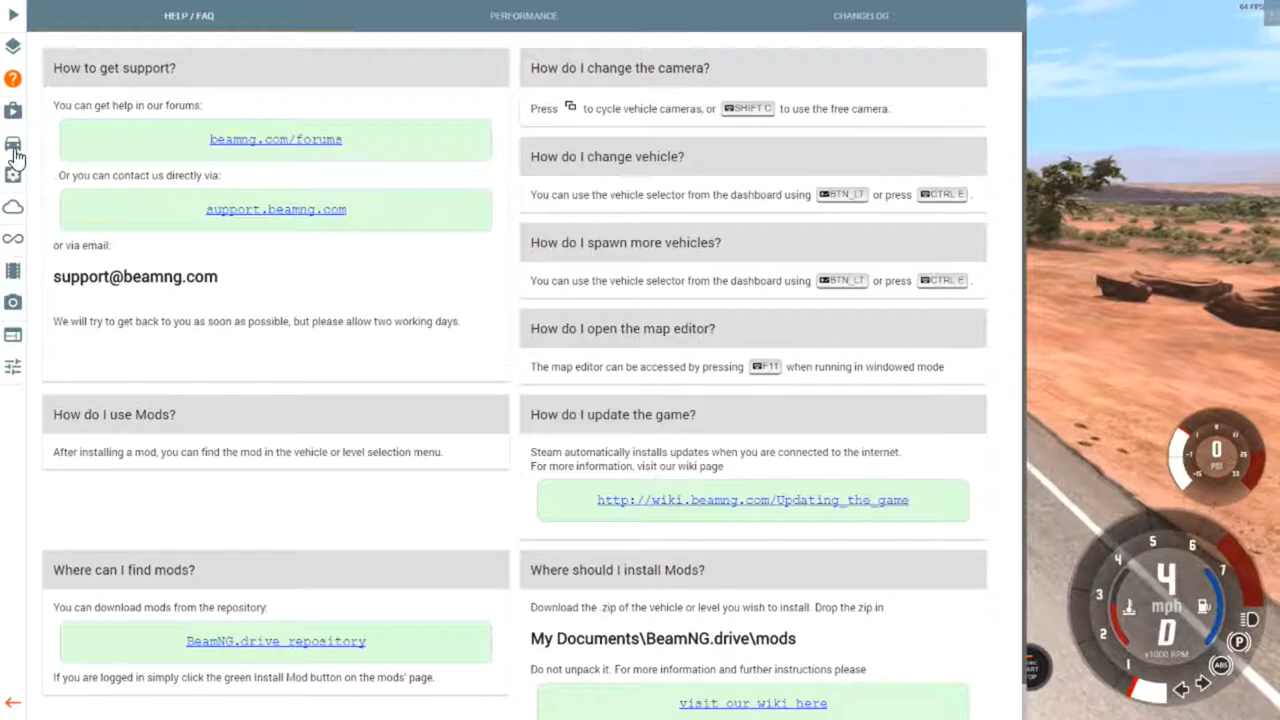 HELP / FAQ
PERFORMANCE
CHANGELOG
64 FPS
How to get support?
You can get help in our forums:
beamng.com/forums
. Or you can contact us directly via:
support.beamng.com
or via email:
support@beamng.com
We will try to get back to you as soon as possible, but please allow two working days.
How do I use Mods?
After installing a mod, you can find the mod in the vehicle or level selection menu.
Where can I find mods?
You can download mods from the repository:
BeamNG.drive repository
If you are logged in simply click the green Install Mod button on the mods' page.
How do I change the camera?
Press to cycle vehicle cameras, or SHIFT C to use the free camera.
How do I change vehicle?
You can use the vehicle selector from the dashboard using BTN_LT or press CTRL E .
How do I spawn more vehicles?
You can use the vehicle selector from the dashboard using BTN_LT or press CTRL E .
How do I open the map editor?
The map editor can be accessed by pressing F11 when running in windowed mode
How do I update the game?
Steam automatically installs updates when you are connected to the internet.
For more information, visit our wiki page
http://wiki.beamng.com/Updating_the_game
Where should I install Mods?
Download the .zip of the vehicle or level you wish to install. Drop the zip in
My Documents\BeamNG.drive\mods
Do not unpack it. For more information and further instructions please
visit our wiki here
0
PSI
1
2
3
4
5
6
7
4
mph
D
x1000 RPM
P
ABS